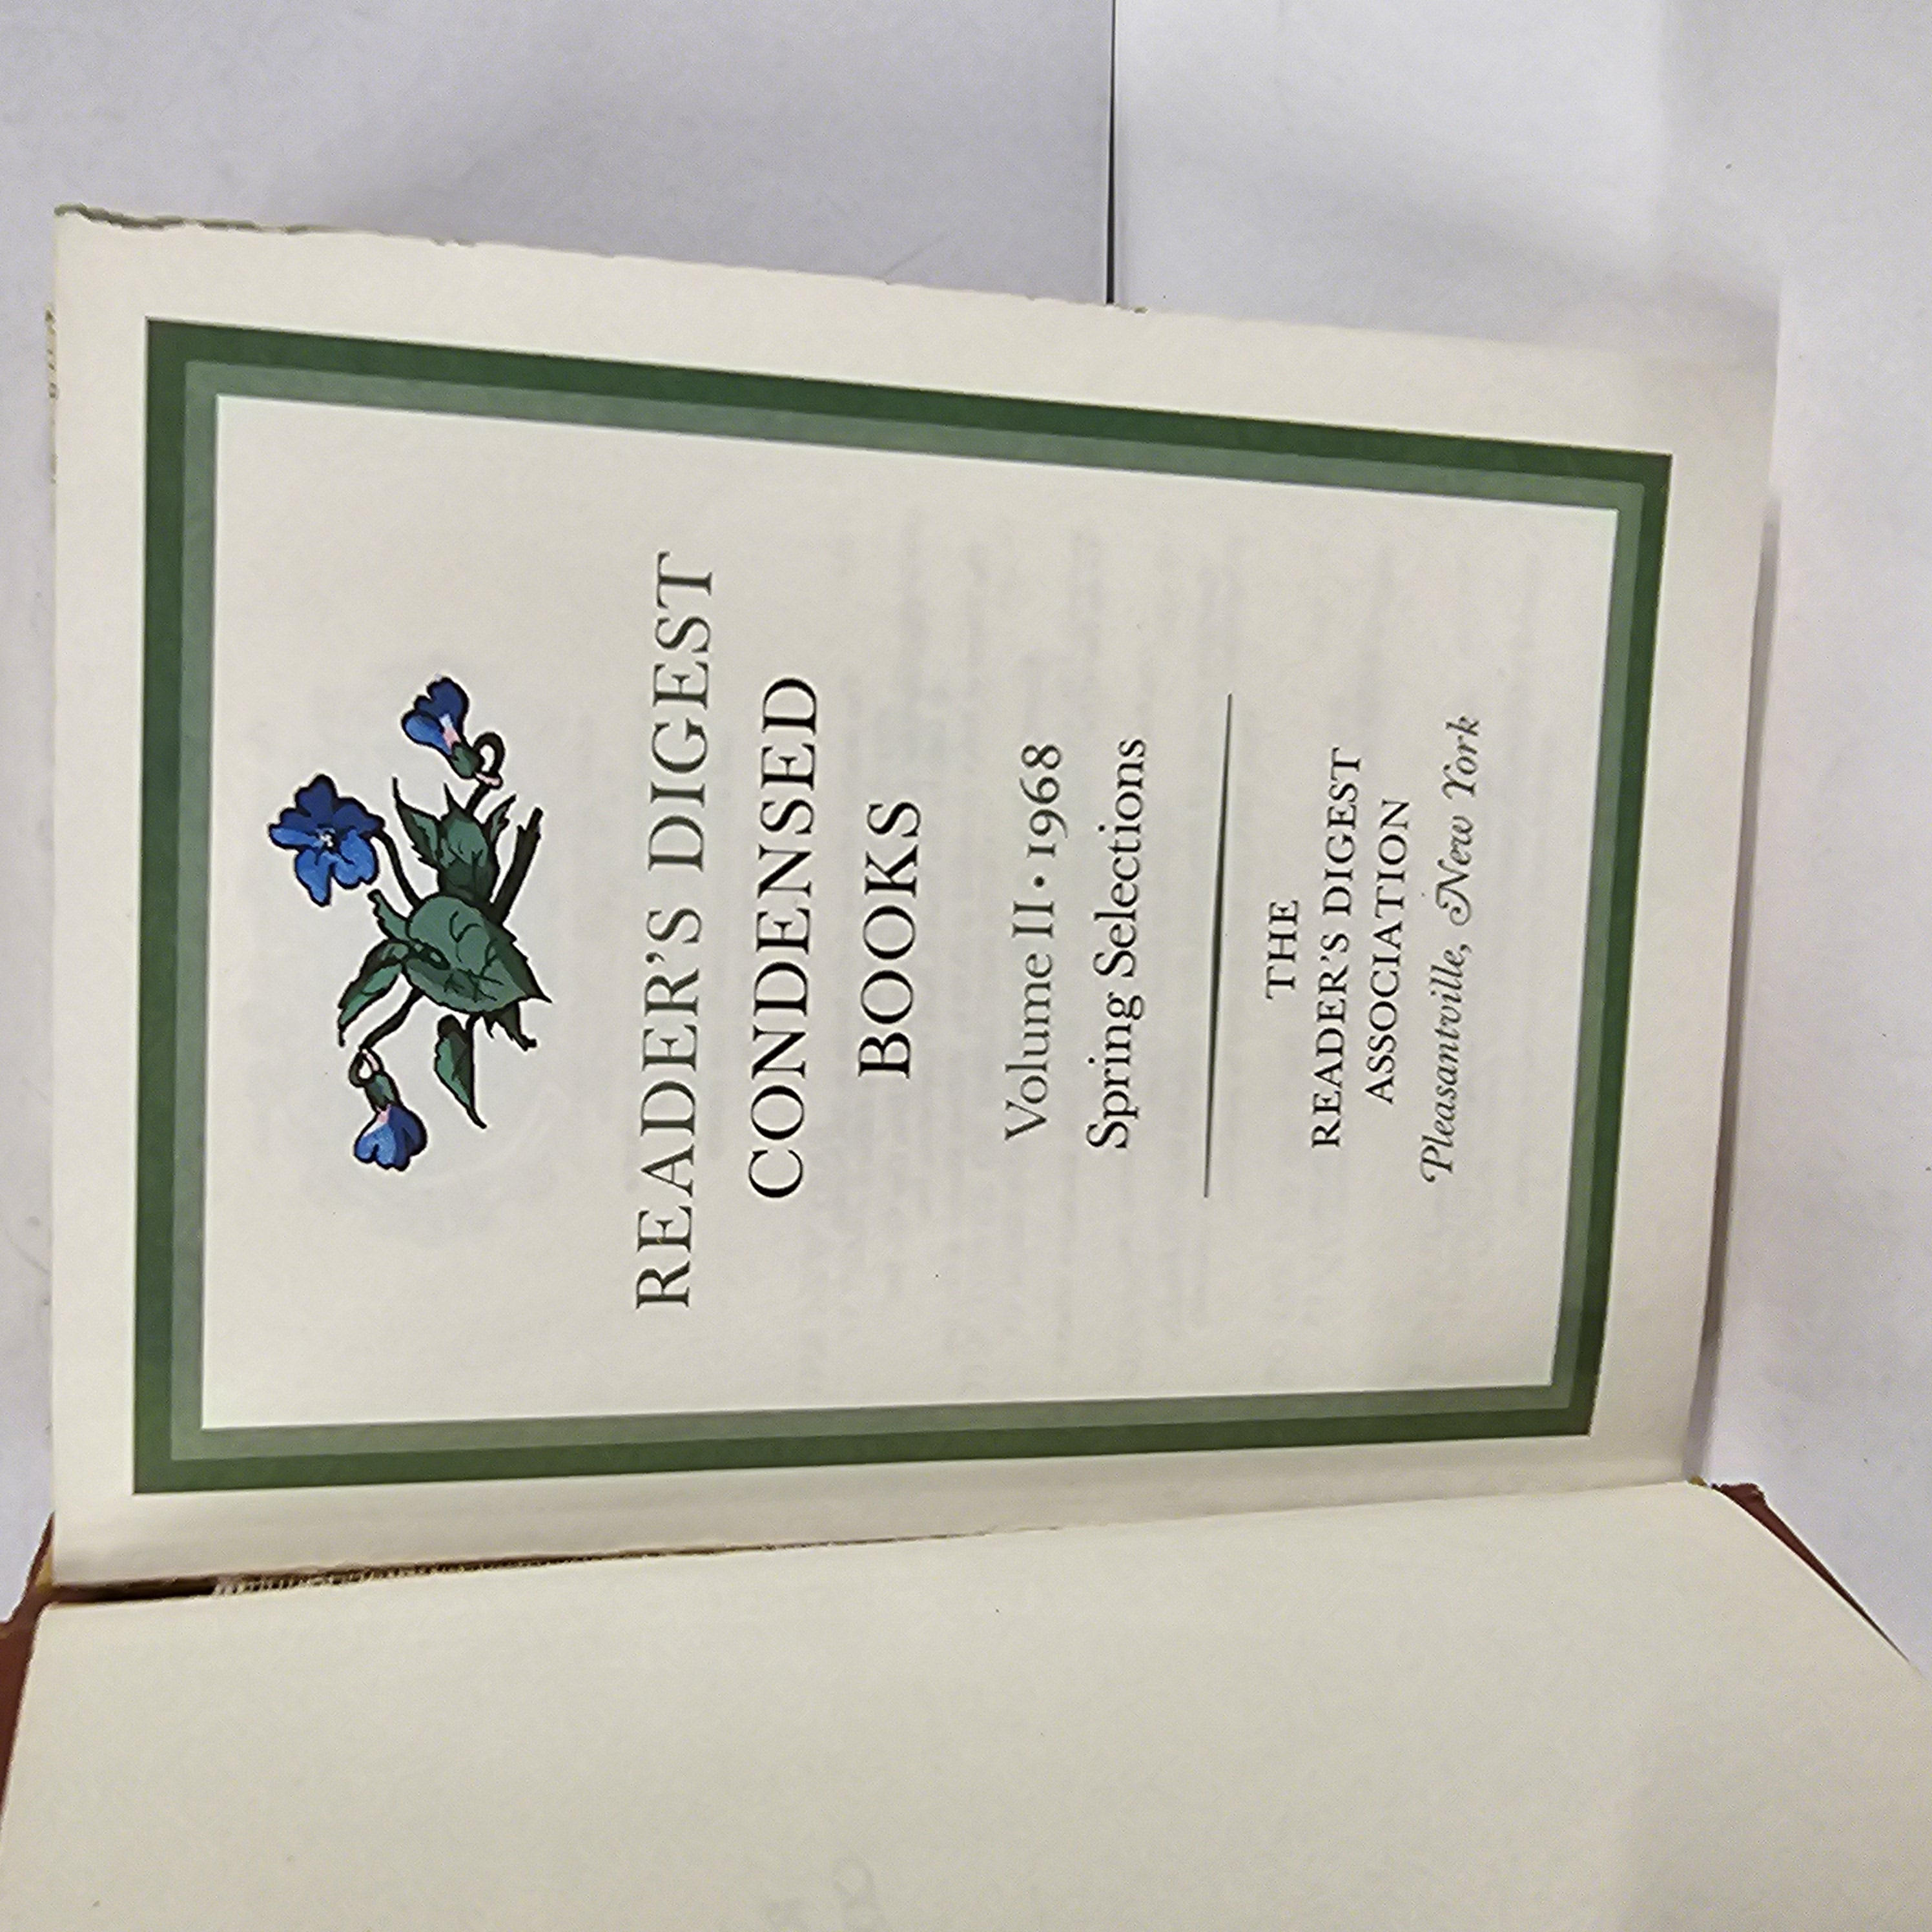 READER'S DIGEST
CONDENSED
BOOKS
Volume II • 1968
Spring Selections
THE
READER'S DIGEST
ASSOCIATION
Pleasantville, New York